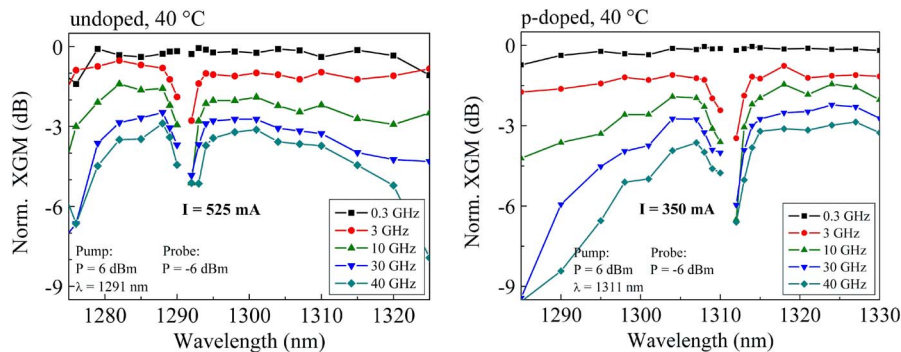 undoped, 40 °C
Norm. XGM (dB)
0
-3
-6
-9
I = 525 mA
Pump:
P = 6 dBm
λ = 1291 nm
Probe:
P = -6 dBm
0.3 GHz
3 GHz
10 GHz
30 GHz
40 GHz
1280 1290 1300 1310 1320
Wavelength (nm)
p-doped, 40 °C
Norm. XGM (dB)
0
-3
-6
-9
I = 350 mA
Pump:
P = 6 dBm
λ = 1311 nm
Probe:
P = -6 dBm
0.3 GHz
3 GHz
10 GHz
30 GHz
40 GHz
1290 1300 1310 1320 1330
Wavelength (nm)